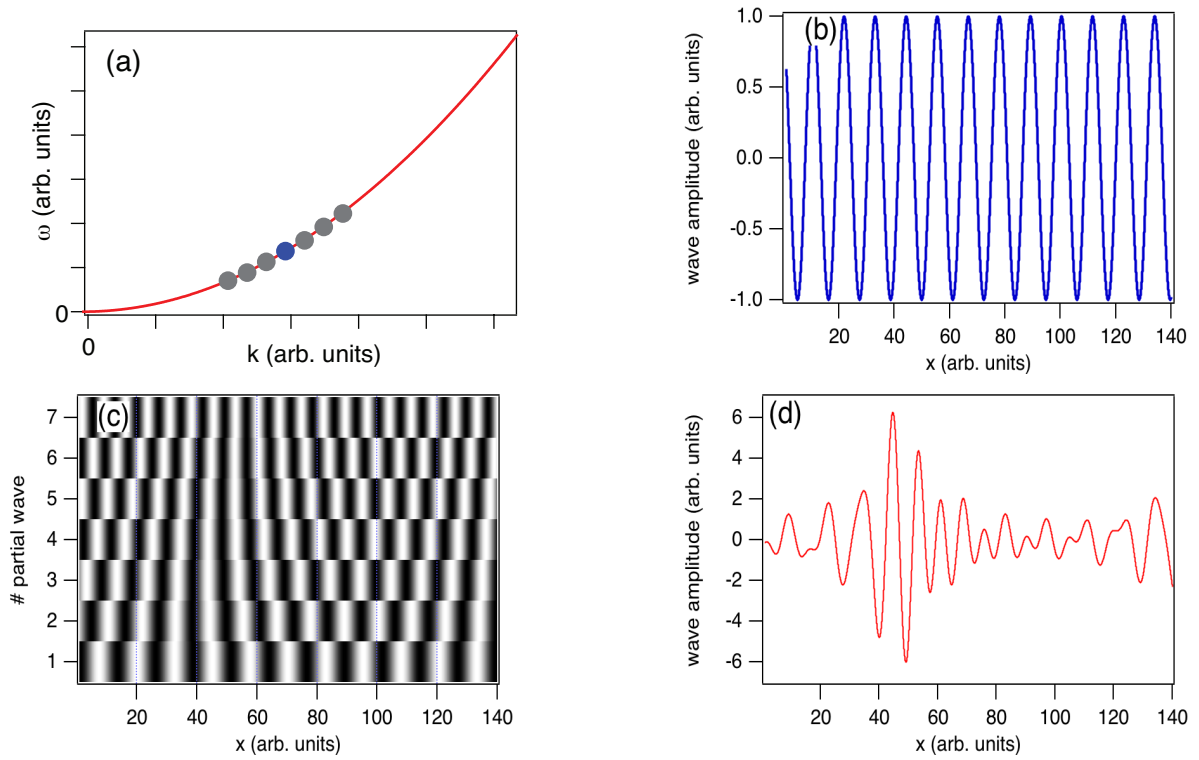 (a)
ω (arb. units)
0
0
k (arb. units)
(b)
wave amplitude (arb. units)
1.0
0.5
0.0
-0.5
-1.0
20 40 60 80 100 120 140
x (arb. units)
(c)
# partial wave
7
6
5
4
3
2
1
20 40 60 80 100 120 140
x (arb. units)
(d)
wave amplitude (arb. units)
6
4
2
0
-2
-4
-6
20 40 60 80 100 120 140
x (arb. units)